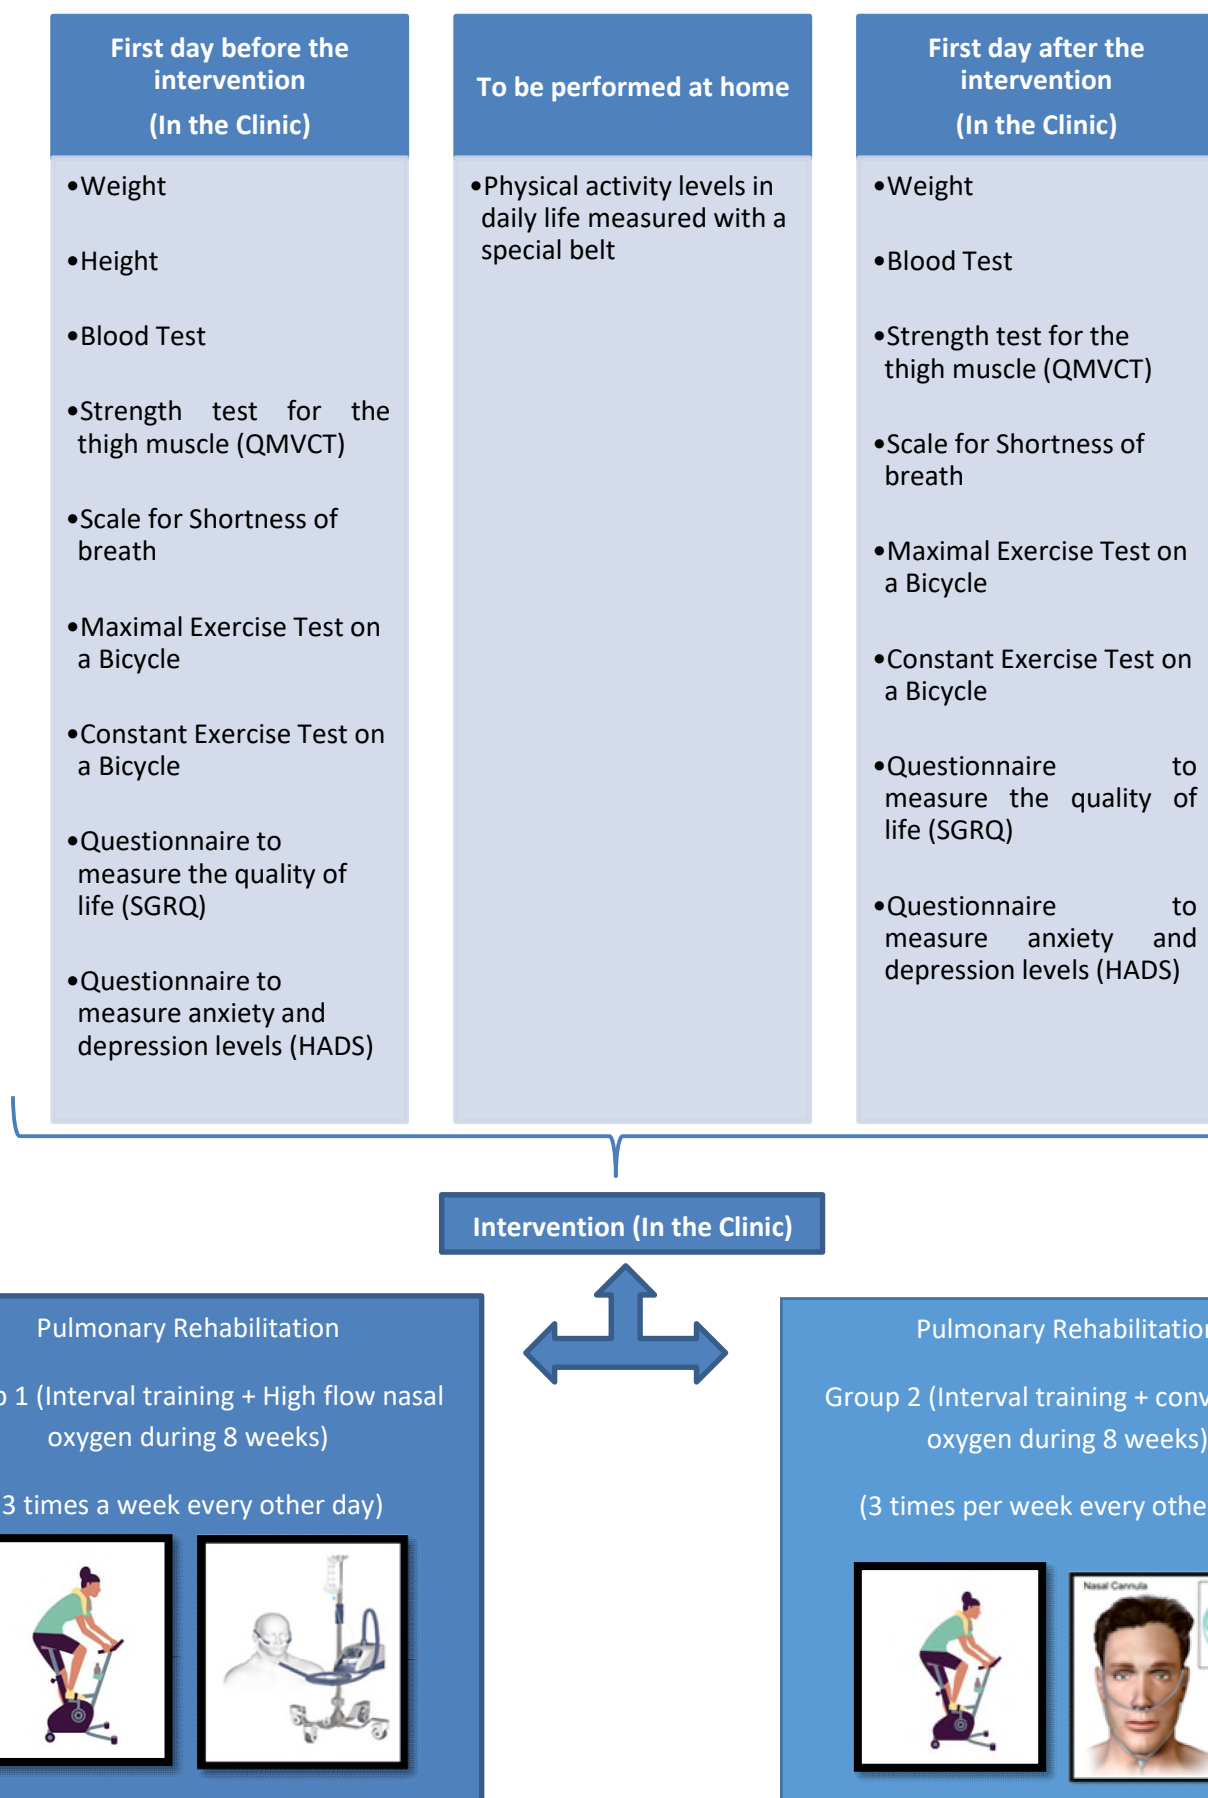 First day before the
intervention
(In the Clinic)
•Weight
•Height
•Blood Test
•Strength test for the
thigh muscle (QMVCT)
•Scale for Shortness of
breath
•Maximal Exercise Test on
a Bicycle
•Constant Exercise Test on
a Bicycle
•Questionnaire to
measure the quality of
life (SGRQ)
•Questionnaire to
measure anxiety and
depression levels (HADS)
To be performed at home
•Physical activity levels in
daily life measured with a
special belt
First day after the
intervention
(In the Clinic)
•Weight
•Blood Test
•Strength test for the
thigh muscle (QMVCT)
•Scale for Shortness of
breath
•Maximal Exercise Test on
a Bicycle
•Constant Exercise Test on
a Bicycle
•Questionnaire to
measure the quality of
life (SGRQ)
•Questionnaire to
measure anxiety and
depression levels (HADS)
Intervention (In the Clinic)
Pulmonary Rehabilitation
1 (Interval training + High flow nasal
oxygen during 8 weeks)
3 times a week every other day)
Pulmonary
Group 2 (Interval training +
oxygen during 8 weeks)
(3 times per week every
Nasal Cannula